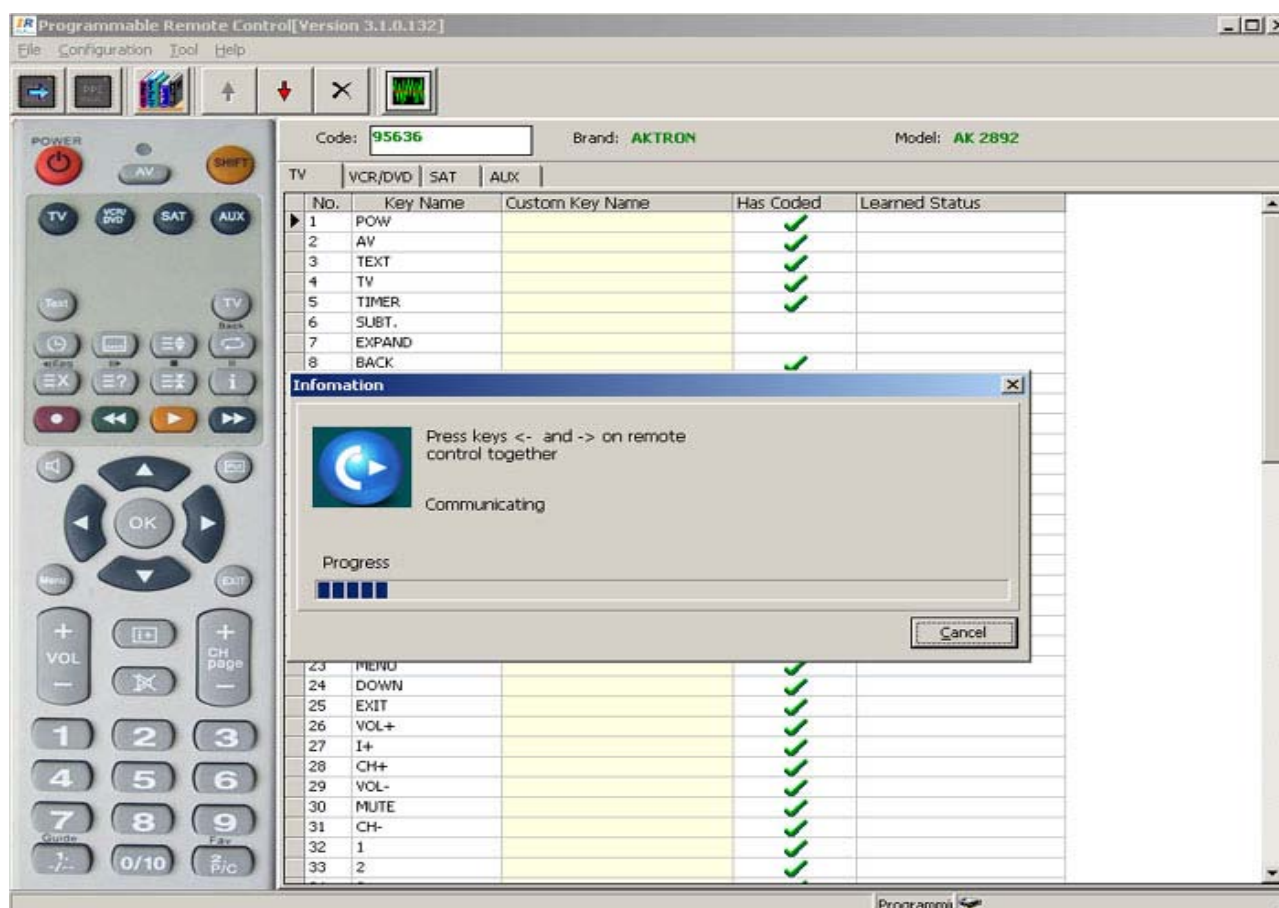 Programmable Remote Control[Version 3.1.0.132]
File Configuration Tool Help
Code: 95636 Brand: AKTRON Model: AK 2892
TV VCR/DVD SAT AUX
No. Key Name Custom Key Name Has Coded Learned Status
1 POW
2 AV
3 TEXT
4 TV
5 TIMER
6 SUBT.
7 EXPAND
8 BACK
Infomation
Press keys <- and -> on remote
control together
Communicating
Progress
Cancel
23 MENU
24 DOWN
25 EXIT
26 VOL+
27 I+
28 CH+
29 VOL-
30 MUTE
31 CH-
32 1
33 2
POWER
AV
SHIFT
TV VCR/DVD SAT AUX
Text TV
Back
OK
Menu EXIT
+ i+ +
VOL CH
page
- -
1 2 3
4 5 6
7 8 9
Guide Fav
-/-- 0/10 P/C
Programmi